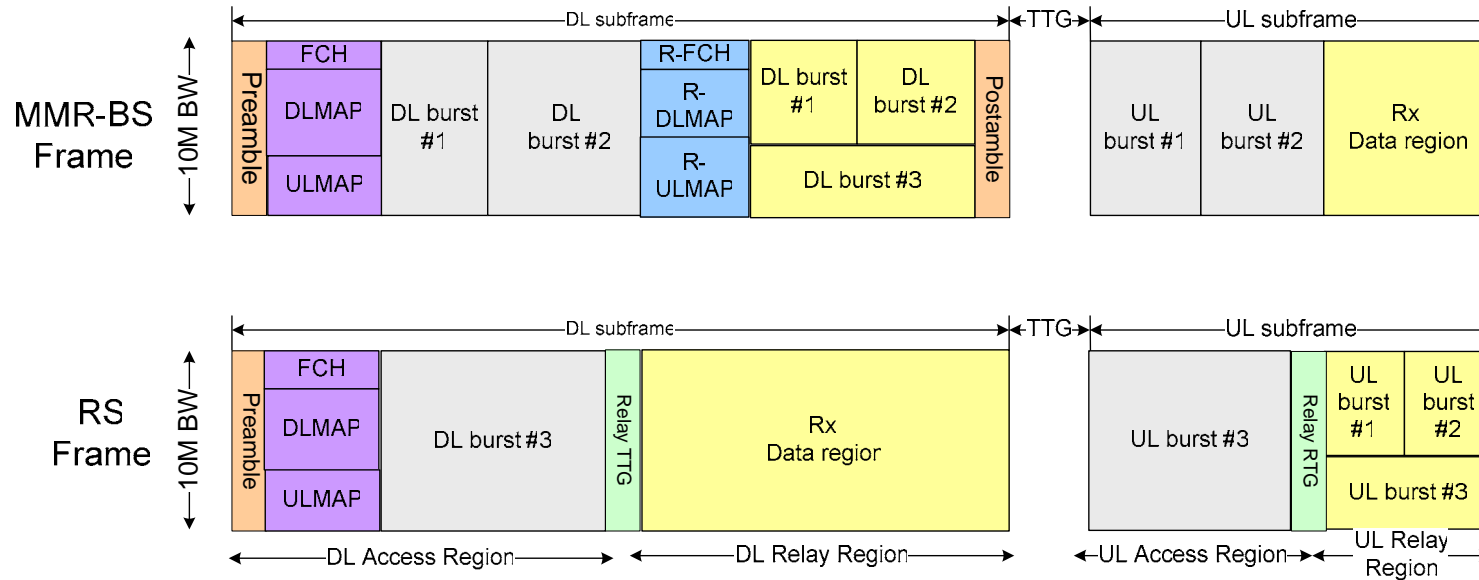 DL subframe
TTG
UL subframe
MMR-BS
Frame
10M BW
Preamble
FCH
DLMAP
ULMAP
DL burst
#1
DL
burst #2
R-FCH
R-
DLMAP
R-
ULMAP
DL burst
#1
DL
burst #2
DL burst #3
Postamble
UL
burst #1
UL
burst #2
Rx
Data region
DL subframe
TTG
UL subframe
RS
Frame
10M BW
Preamble
FCH
DLMAP
ULMAP
DL burst #3
Relay TTG
Rx
Data region
UL burst #3
Relay RTG
UL
burst
#1
UL
burst
#2
UL burst #3
DL Access Region
DL Relay Region
UL Access Region
UL Relay
Region